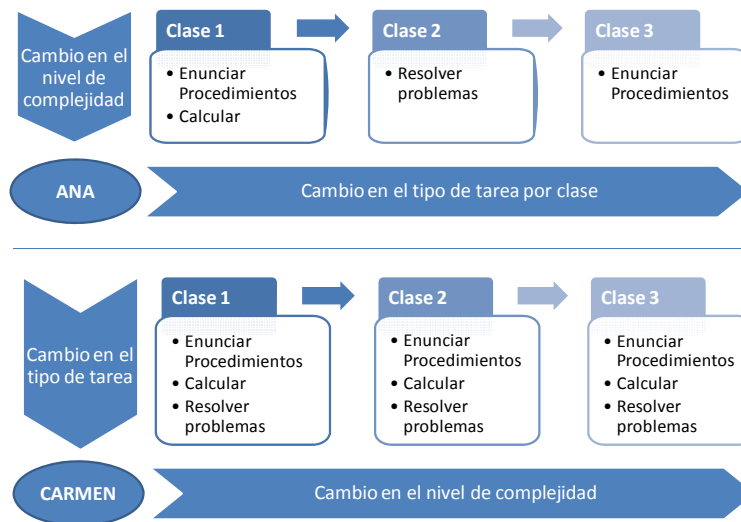 Cambio en el
nivel de
complejidad
Clase 1
• Enunciar
Procedimientos
• Calcular
Clase 2
• Resolver
problemas
Clase 3
• Enunciar
Procedimientos
ANA
Cambio en el tipo de tarea por clase
Cambio en el
tipo de tarea
Clase 1
• Enunciar
Procedimientos
• Calcular
• Resolver
problemas
Clase 2
• Enunciar
Procedimientos
• Calcular
• Resolver
problemas
Clase 3
• Enunciar
Procedimientos
• Calcular
• Resolver
problemas
CARMEN
Cambio en el nivel de complejidad